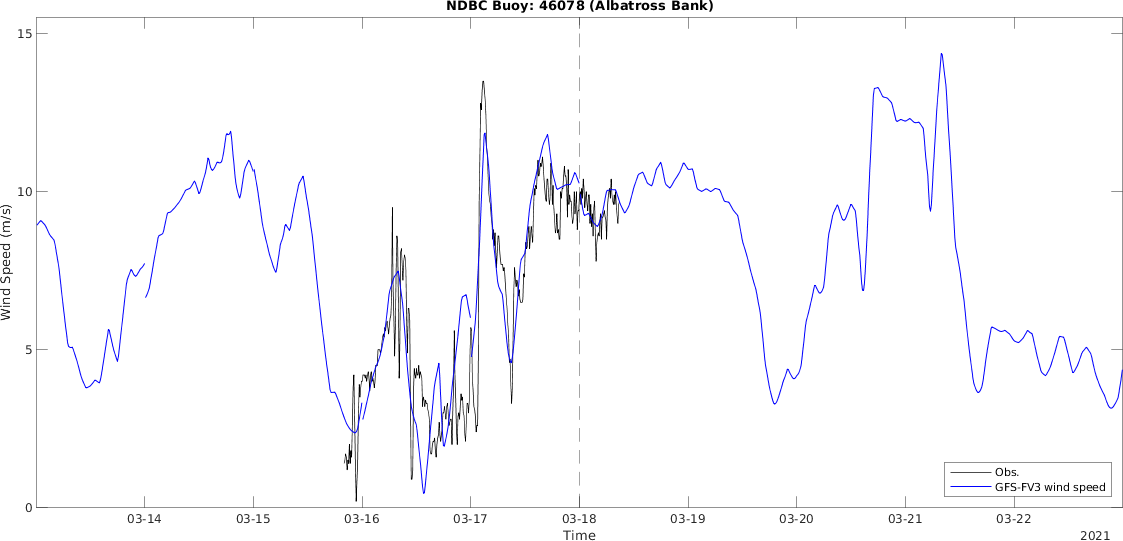 NDBC Buoy: 46078 (Albatross Bank)
15
10
5
0
Wind Speed (m/s)
03-14 03-15 03-16 03-17 03-18 03-19 03-20 03-21 03-22
Time
2021
Obs.
GFS-FV3 wind speed